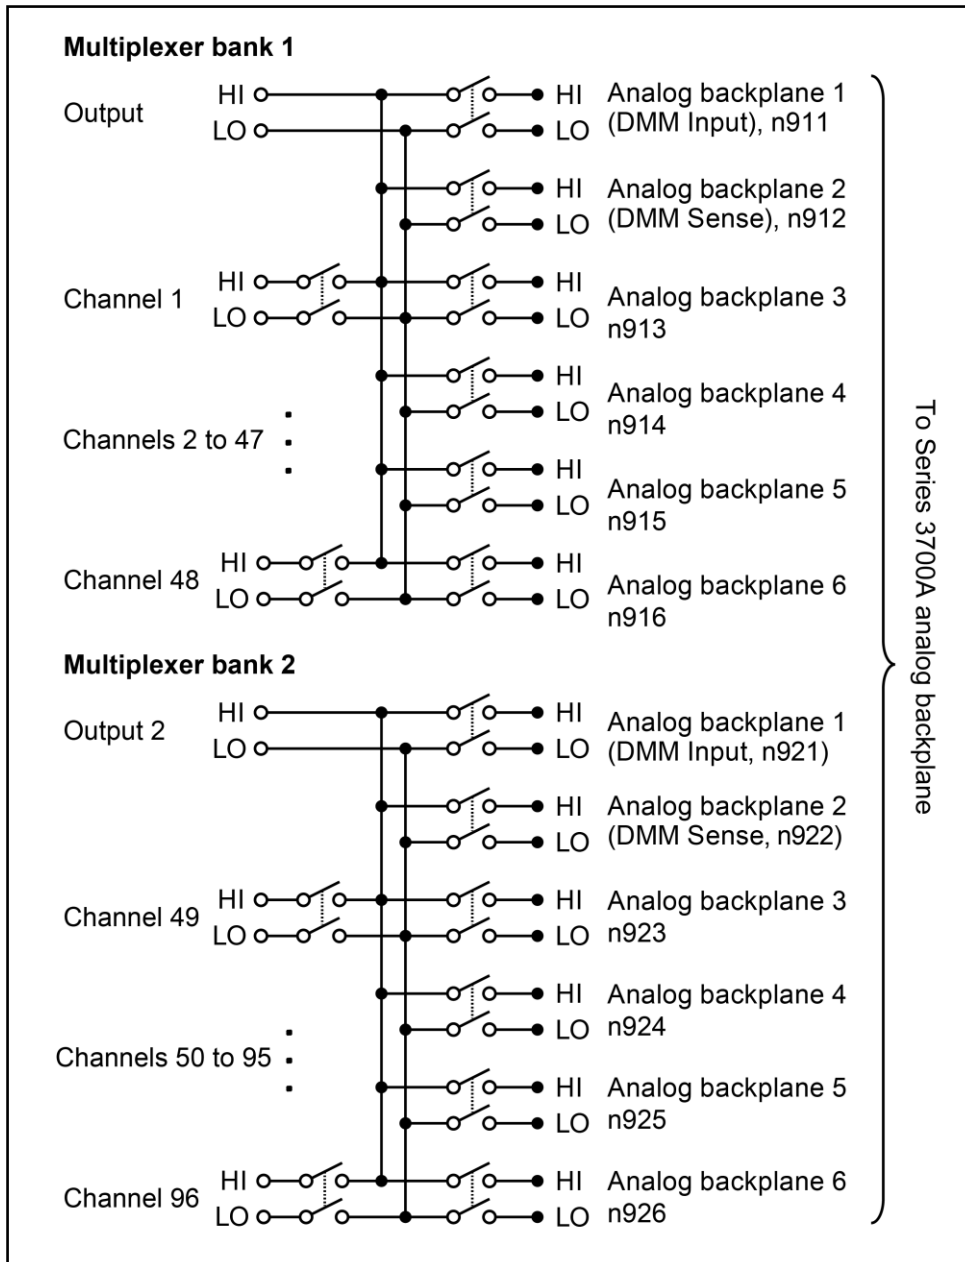 Multiplexer bank 1
Output
HI
LO
HI
LO
Analog backplane 1
(DMM Input), n911
HI
LO
Analog backplane 2
(DMM Sense), n912
Channel 1
HI
LO
HI
LO
Analog backplane 3
n913
HI
LO
Analog backplane 4
n914
Channels 2 to 47
HI
LO
Analog backplane 5
n915
Channel 48
HI
LO
HI
LO
Analog backplane 6
n916
Multiplexer bank 2
Output 2
HI
LO
HI
LO
Analog backplane 1
(DMM Input, n921)
HI
LO
Analog backplane 2
(DMM Sense, n922)
Channel 49
HI
LO
HI
LO
Analog backplane 3
n923
HI
LO
Analog backplane 4
n924
Channels 50 to 95
HI
LO
Analog backplane 5
n925
Channel 96
HI
LO
HI
LO
Analog backplane 6
n926
To Series 3700A analog backplane